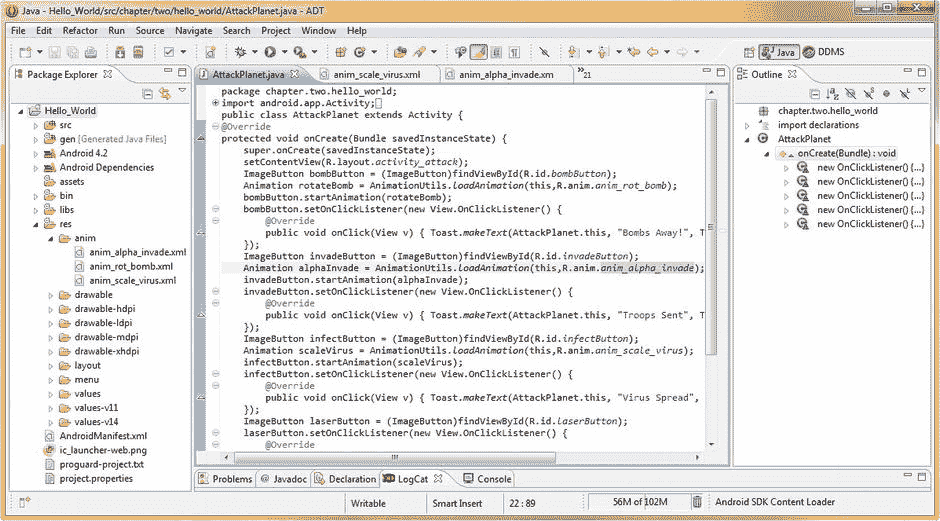 Java - Hello_World/src/chapter/two/hello_world/AttackPlanet.java - ADT
File Edit Refactor Run Source Navigate Search Project Window Help
Java DDMS
Package Explorer
Hello_World
src
gen [Generated Java Files]
Android 4.2
Android Dependencies
assets
bin
libs
res
anim
anim_alpha_invade.xml
anim_rot_bomb.xml
anim_scale_virus.xml
drawable
drawable-hdpi
drawable-ldpi
drawable-mdpi
drawable-xhdpi
layout
menu
values
values-v11
values-v14
AndroidManifest.xml
ic_launcher-web.png
proguard-project.txt
project.properties
AttackPlanet.java anim_scale_virus.xml anim_alpha_invade.xm »21
package chapter.two.hello_world;
import android.app.Activity;
public class AttackPlanet extends Activity {
@Override
protected void onCreate(Bundle savedInstanceState) {
super.onCreate(savedInstanceState);
setContentView(R.layout.activity_attack);
ImageButton bombButton = (ImageButton)findViewById(R.id.bombButton);
Animation rotateBomb = AnimationUtils.loadAnimation(this,R.anim.anim_rot_bomb);
bombButton.startAnimation(rotateBomb);
bombButton.setOnClickListener(new View.OnClickListener() {
@Override
public void onClick(View v) { Toast.makeText(AttackPlanet.this, "Bombs Away!", T
});
ImageButton invadeButton = (ImageButton)findViewById(R.id.invadeButton);
Animation alphaInvade = AnimationUtils.loadAnimation(this,R.anim.anim_alpha_invade);
invadeButton.startAnimation(alphaInvade);
invadeButton.setOnClickListener(new View.OnClickListener() {
@Override
public void onClick(View v) { Toast.makeText(AttackPlanet.this, "Troops Sent", T
});
ImageButton infectButton = (ImageButton)findViewById(R.id.infectButton);
Animation scaleVirus = AnimationUtils.loadAnimation(this,R.anim.anim_scale_virus);
infectButton.startAnimation(scaleVirus);
infectButton.setOnClickListener(new View.OnClickListener() {
@Override
public void onClick(View v) { Toast.makeText(AttackPlanet.this, "Virus Spread",
});
ImageButton laserButton = (ImageButton)findViewById(R.id.laserButton);
laserButton.setOnClickListener(new View.OnClickListener() {
@Override
Outline
chapter.two.hello_world
import declarations
AttackPlanet
onCreate(Bundle) : void
new OnClickListener() {...}
new OnClickListener() {...}
new OnClickListener() {...}
new OnClickListener() {...}
Problems @ Javadoc Declaration LogCat Console
Writable Smart Insert 22 : 89 56M of 102M Android SDK Content Loader